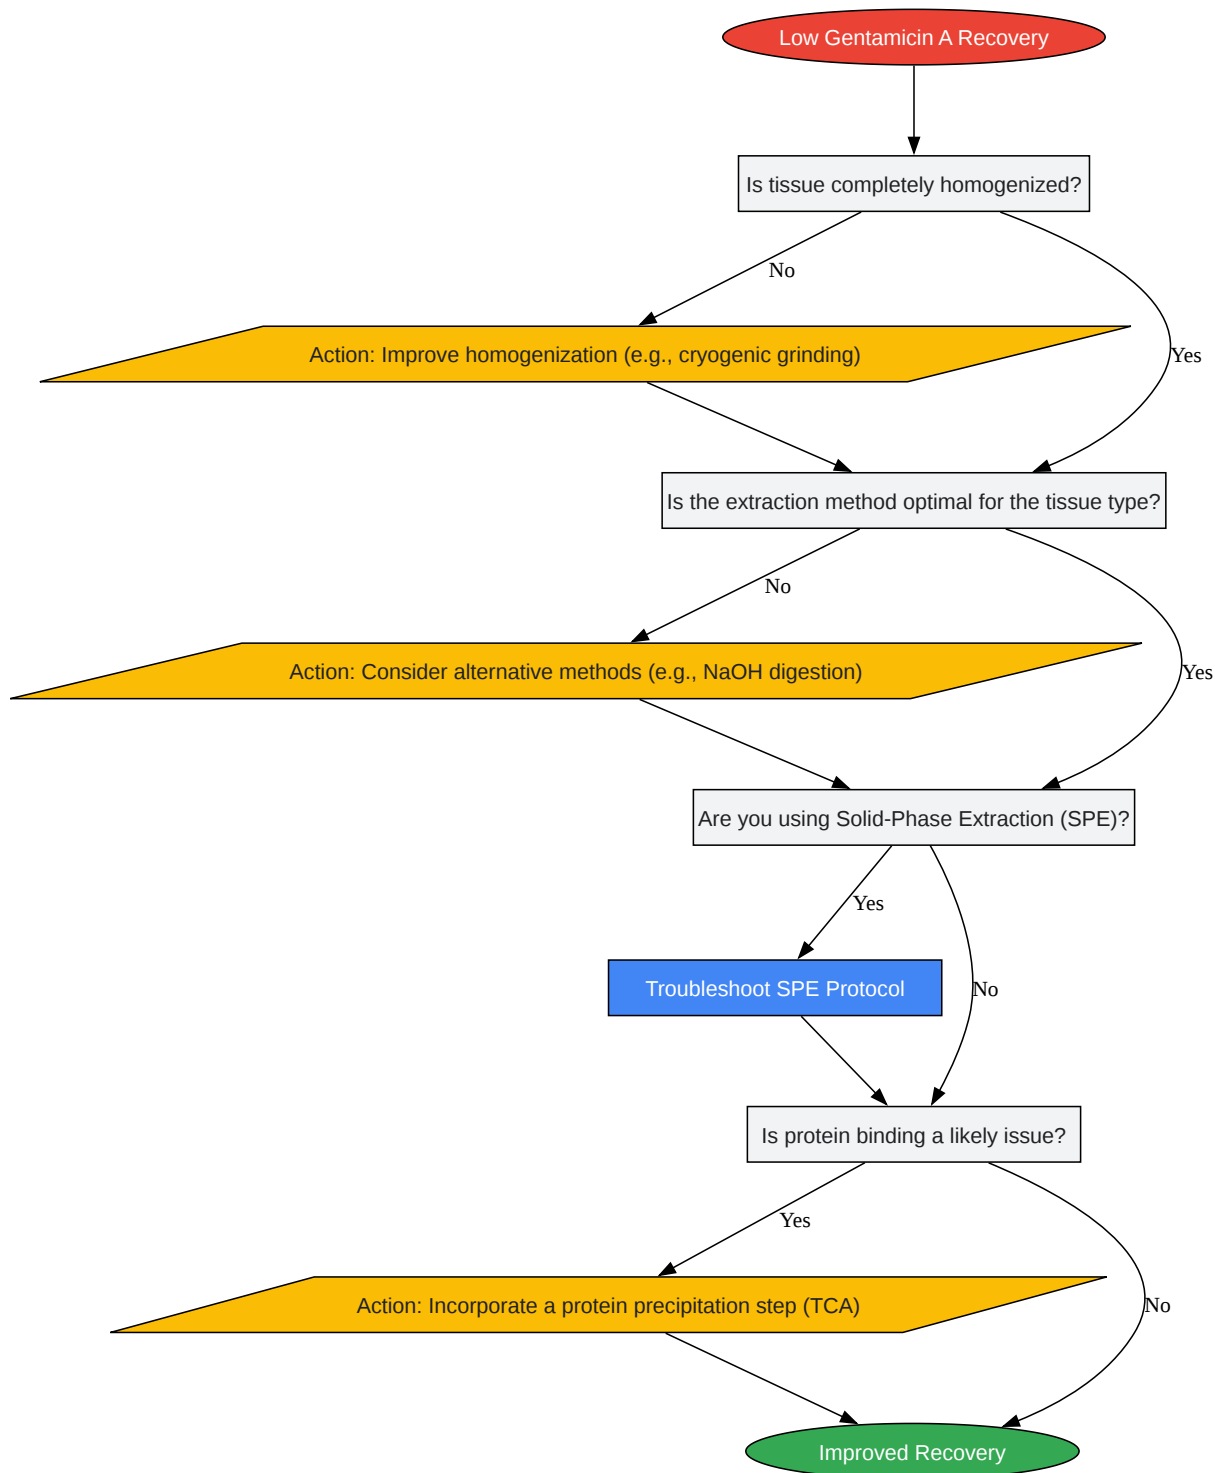 Low Gentamicin A Recovery
Is tissue completely homogenized?
No
Action: Improve homogenization (e.g., cryogenic grinding)
Yes
Is the extraction method optimal for the tissue type?
No
Action: Consider alternative methods (e.g., NaOH digestion)
Yes
Are you using Solid-Phase Extraction (SPE)?
Yes
Troubleshoot SPE Protocol
No
Is protein binding a likely issue?
Yes
Action: Incorporate a protein precipitation step (TCA)
No
Improved Recovery